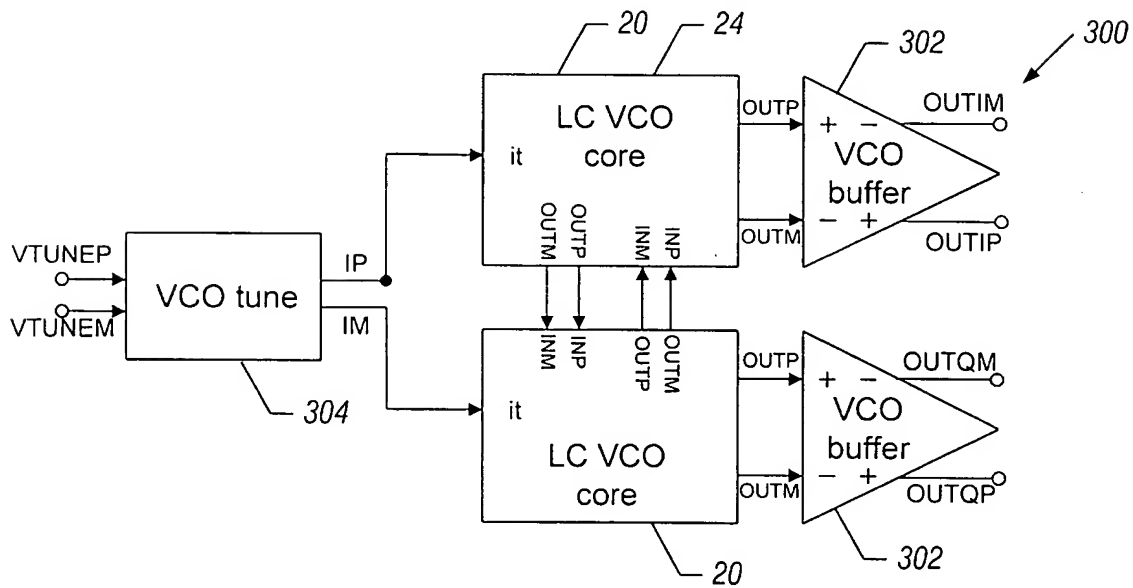 20
24
302
300
LC VCO
core
it
OUTP
OUTM
OUTM
OUTP
INM
INP
+ −
VCO
buffer
− +
OUTIM
OUTIP
VTUNEP
VTUNEM
VCO tune
IP
IM
304
INM
INP
OUTP
OUTM
it
LC VCO
core
20
OUTP
OUTM
+ −
VCO
buffer
− +
OUTQM
OUTQP
302